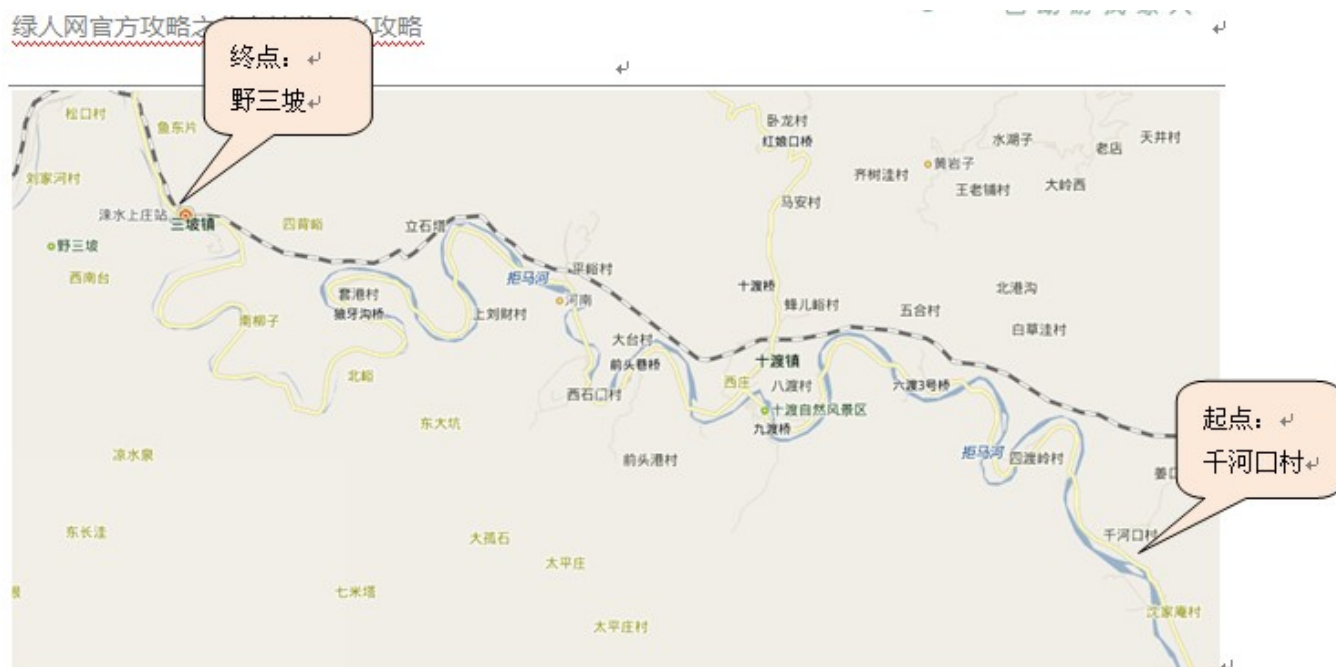 绿人网官方攻略之
攻略
终点：
野三坡
松口村
鱼东片
卧龙村
红娘口桥
水湖子
天井村
老店
黄岩子
齐树洼村
王老铺村
大岭西
刘家河村
马安村
涞水上庄站
三坡镇
四背峪
立石塔
野三坡
西南台
拒马河
平峪村
十渡桥
北港沟
套港村
河南
蜂儿峪村
五合村
狼牙沟桥
上刘财村
南柳子
白草洼村
大台村
十渡镇
前头巷桥
北峪
西庄
八渡村
六渡3号桥
西石门村
十渡自然风景区
起点：
千河口村
东大坑
九渡桥
凉水泉
前头港村
拒马河
四渡岭村
姜口
东长洼
大孤石
千河口村
太平庄
七米塔
沈家庵村
太平庄村